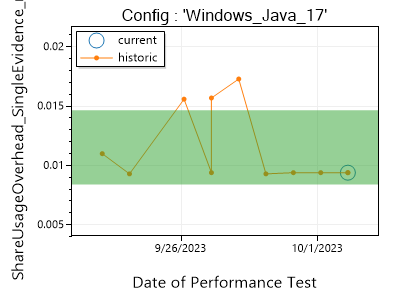 Config : 'Windows_Java_17'
current
historic
0.02
0.015
0.01
0.005
9/26/2023
10/1/2023
Date of Performance Test
ShareUsageOverhead_SingleEvidence_